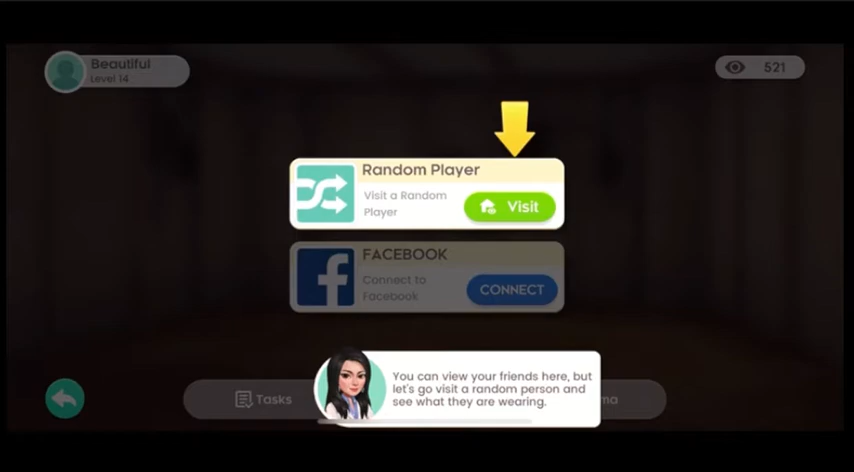 Beautiful
Level 14
521
Random Player
Visit a Random
Player
Visit
FACEBOOK
Connect to
Facebook
CONNECT
You can view your friends here, but
let's go visit a random person and
see what they are wearing.
Tasks